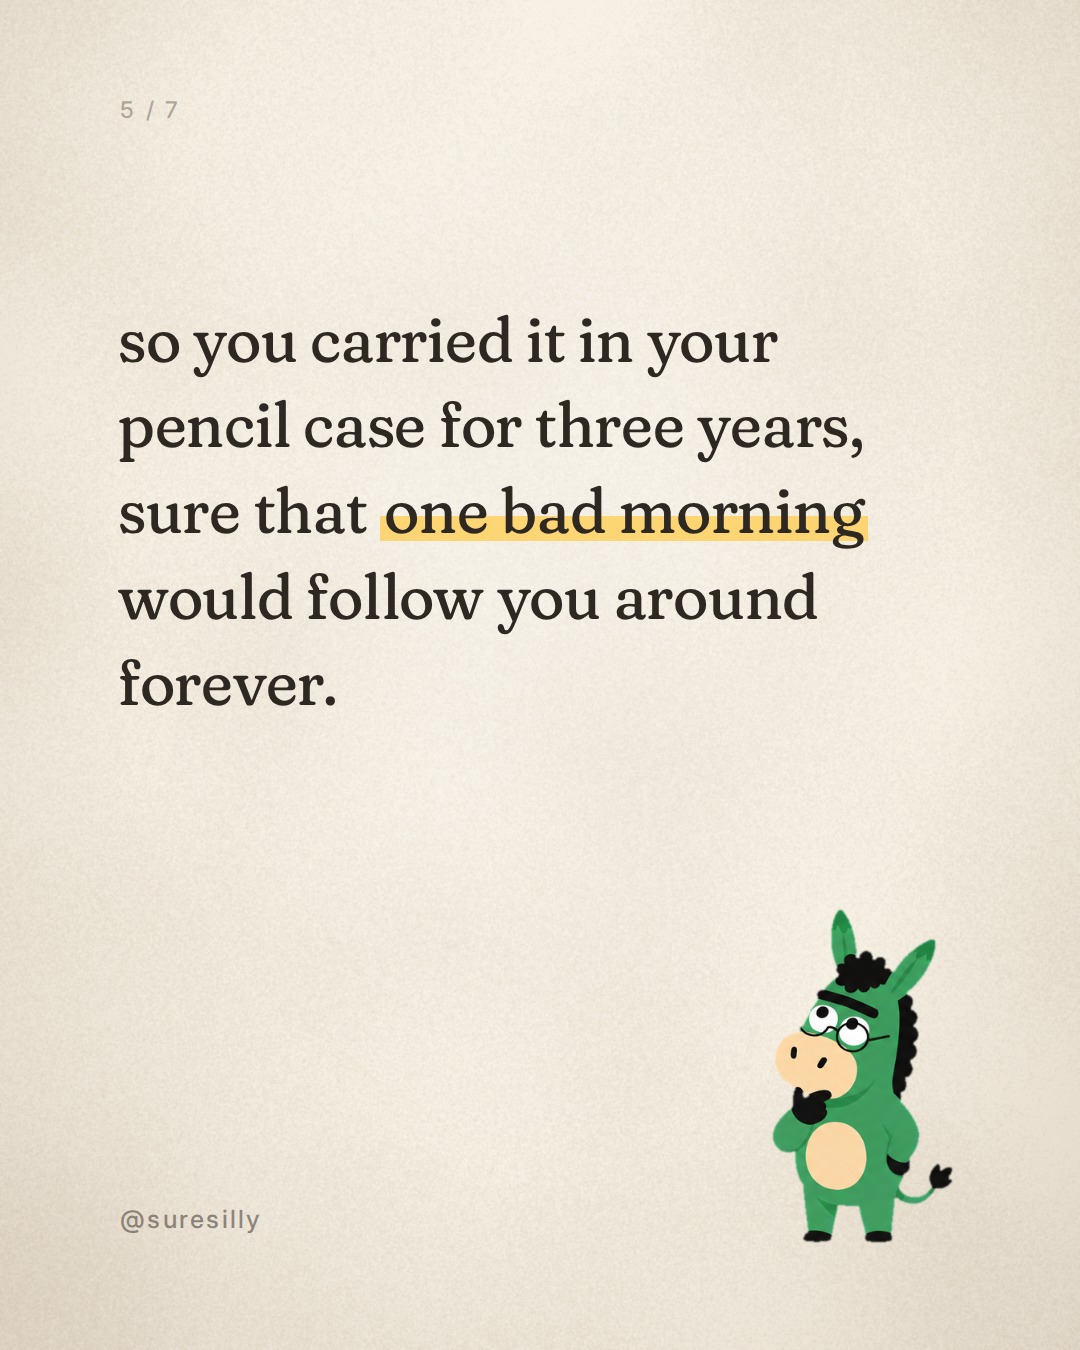 5 / 7
so you carried it in your
pencil case for three years,
sure that one bad morning
would follow you around
forever.
@suresilly